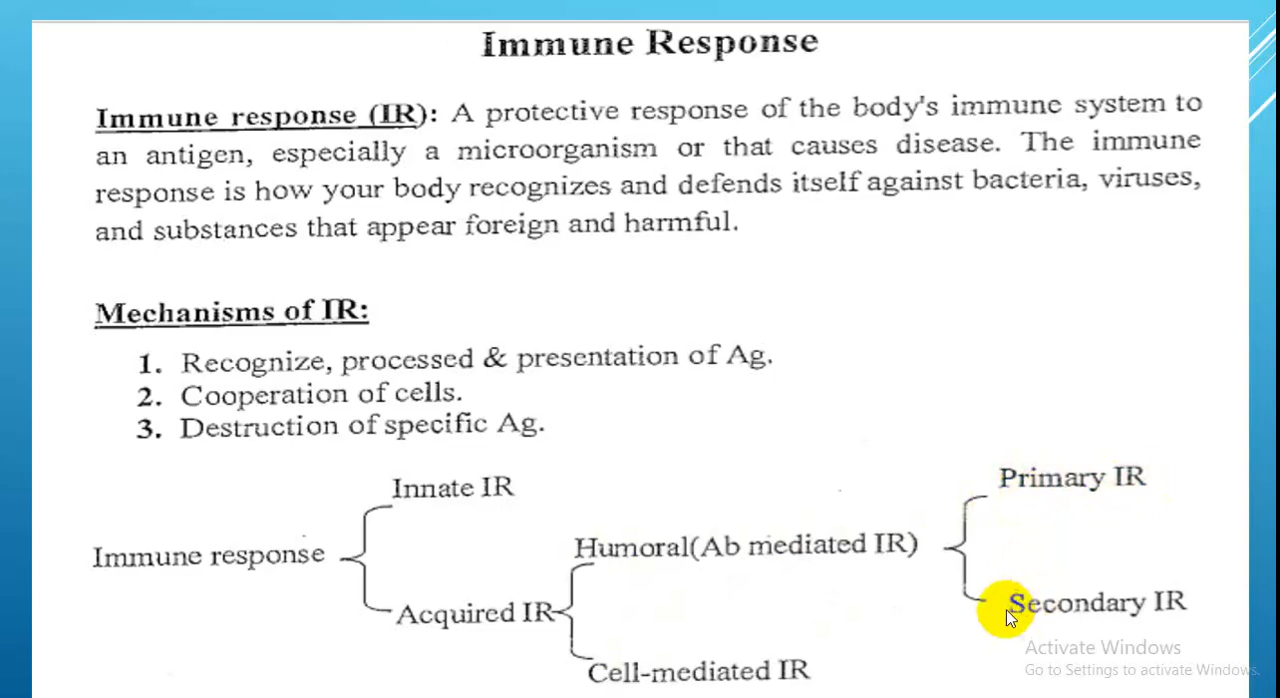 Immune Response
Immune response (IR): A protective response of the body's immune system to
an antigen, especially a microorganism or that causes disease. The immune
response is how your body recognizes and defends itself against bacteria, viruses,
and substances that appear foreign and harmful.
Mechanisms of IR:
1. Recognize, processed & presentation of Ag.
2. Cooperation of cells.
3. Destruction of specific Ag.
Innate IR
Primary IR
Immune response
Humoral(Ab mediated IR)
Acquired IR
Secondary IR
Cell-mediated IR
Activate Windows
Go to Settings to activate Windows.